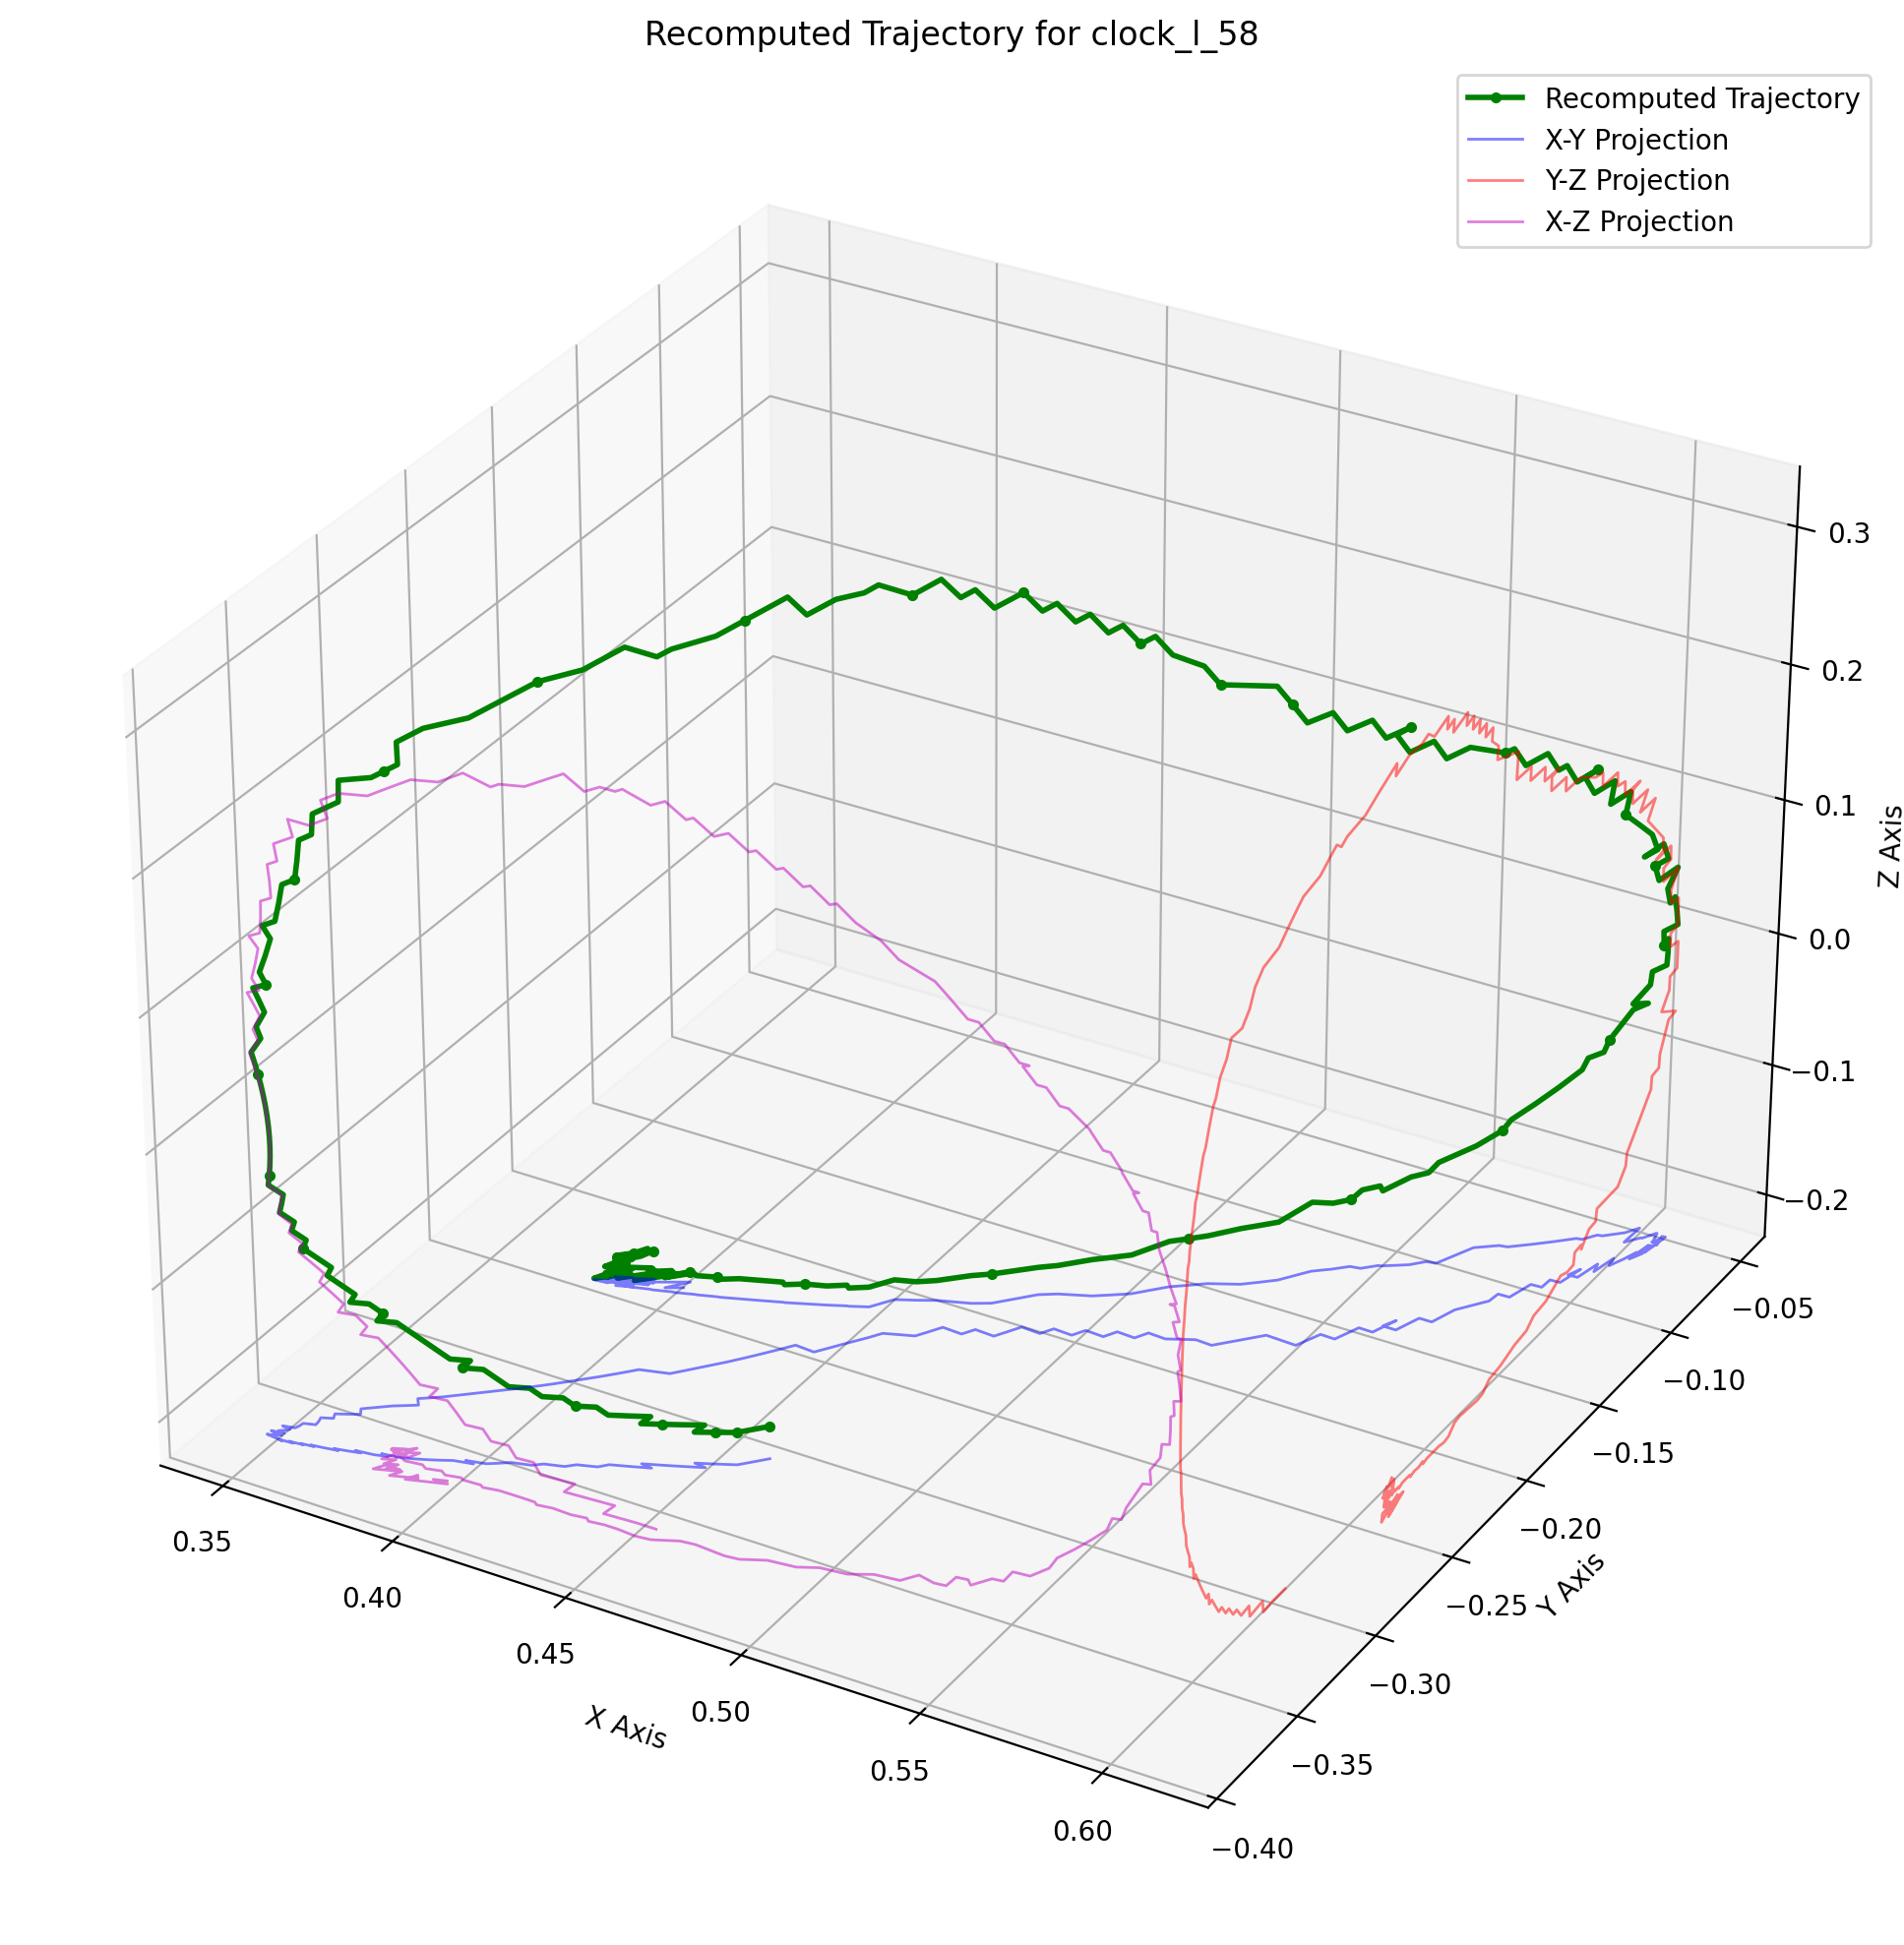 Recomputed Trajectory for clock_l_58
Recomputed Trajectory
X-Y Projection
Y-Z Projection
X-Z Projection
0.3
0.2
0.1
0.0
−0.1
−0.2
Z Axis
−0.05
−0.10
−0.15
−0.20
−0.25
−0.30
−0.35
−0.40
Y Axis
0.35
0.40
0.45
0.50
0.55
0.60
X Axis